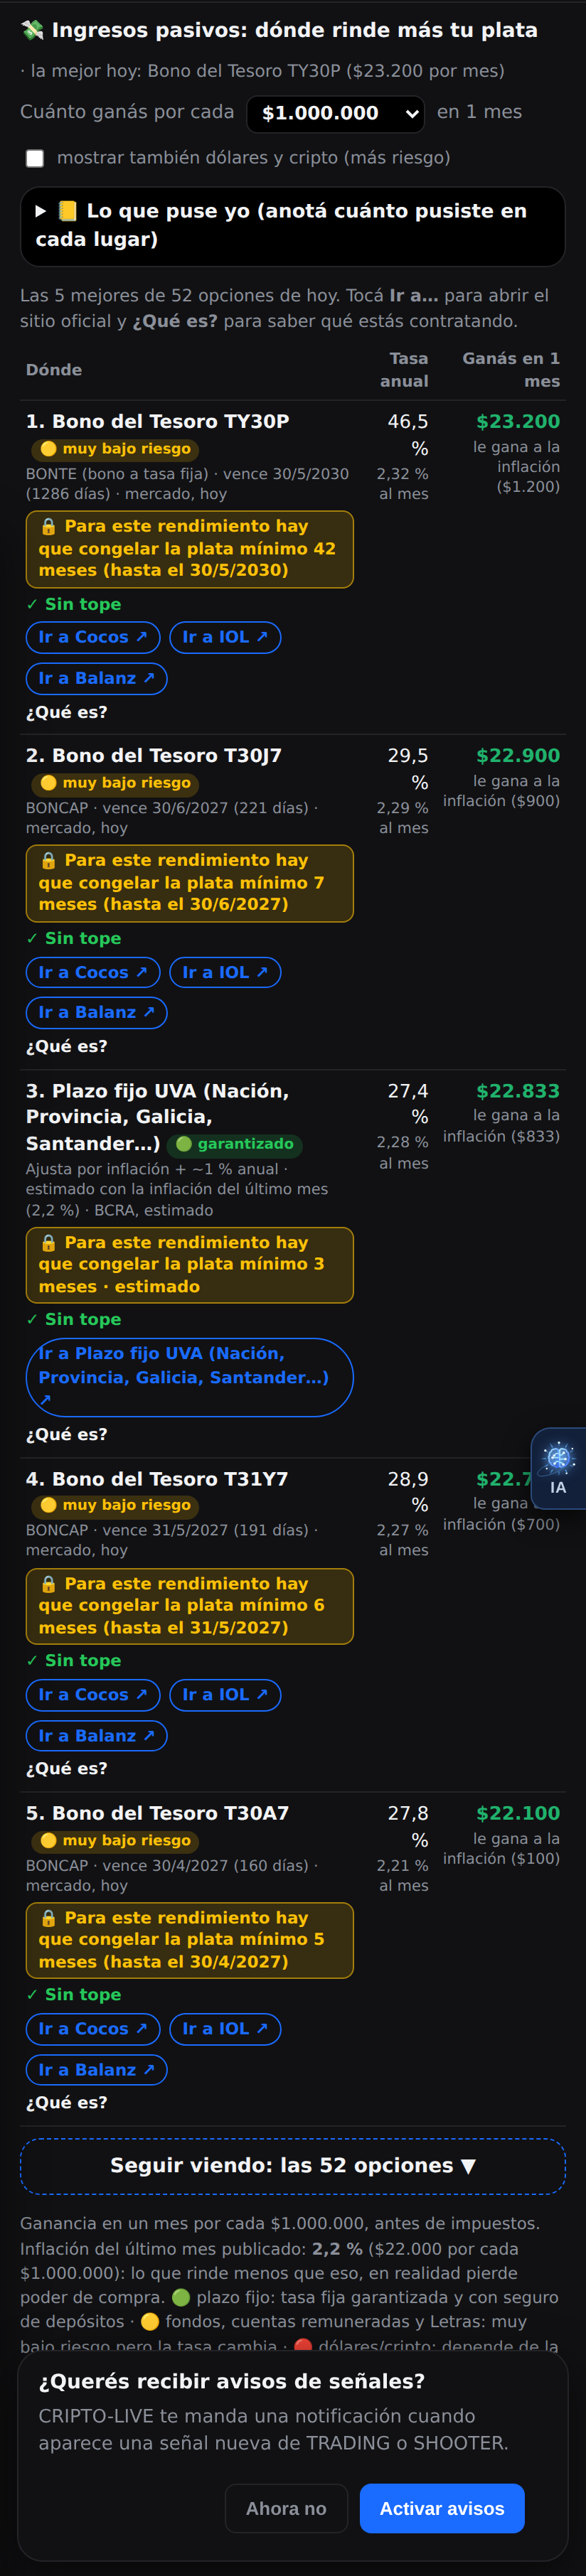 💸 Ingresos pasivos: dónde rinde más tu plata
· la mejor hoy: Bono del Tesoro TY30P ($23.200 por mes)
Cuánto ganás por cada $1.000.000 en 1 mes
mostrar también dólares y cripto (más riesgo)
▶ 📒 Lo que puse yo (anotá cuánto pusiste en
cada lugar)
Las 5 mejores de 52 opciones de hoy. Tocá Ir a... para abrir el
sitio oficial y ¿Qué es? para saber qué estás contratando.
Dónde Tasa anual Ganás en 1 mes
1. Bono del Tesoro TY30P 46,5 % $23.200
🟡 muy bajo riesgo
BONTE (bono a tasa fija) · vence 30/5/2030
(1286 días) · mercado, hoy
2,32 % al mes
le gana a la
inflación
($1.200)
🔒 Para este rendimiento hay
que congelar la plata mínimo 42
meses (hasta el 30/5/2030)
✓ Sin tope
Ir a Cocos ↗ Ir a IOL ↗
Ir a Balanz ↗
¿Qué es?
2. Bono del Tesoro T30J7 29,5 % $22.900
🟡 muy bajo riesgo
BONCAP · vence 30/6/2027 (221 días) ·
mercado, hoy
2,29 % al mes
le gana a la
inflación ($900)
🔒 Para este rendimiento hay
que congelar la plata mínimo 7
meses (hasta el 30/6/2027)
✓ Sin tope
Ir a Cocos ↗ Ir a IOL ↗
Ir a Balanz ↗
¿Qué es?
3. Plazo fijo UVA (Nación,
Provincia, Galicia,
Santander...) 🟢 garantizado
27,4 % $22.833
Ajusta por inflación + ~1 % anual ·
estimado con la inflación del último mes
(2,2 %) · BCRA, estimado
2,28 % al mes
le gana a la
inflación ($833)
🔒 Para este rendimiento hay
que congelar la plata mínimo 3
meses · estimado
✓ Sin tope
Ir a Plazo fijo UVA (Nación,
Provincia, Galicia, Santander...)
↗
¿Qué es?
4. Bono del Tesoro T31Y7 28,9 % $22.7
🟡 muy bajo riesgo
BONCAP · vence 31/5/2027 (191 días) ·
mercado, hoy
2,27 % al mes
le gana
inflación ($700)
IA
🔒 Para este rendimiento hay
que congelar la plata mínimo 6
meses (hasta el 31/5/2027)
✓ Sin tope
Ir a Cocos ↗ Ir a IOL ↗
Ir a Balanz ↗
¿Qué es?
5. Bono del Tesoro T30A7 27,8 % $22.100
🟡 muy bajo riesgo
BONCAP · vence 30/4/2027 (160 días) ·
mercado, hoy
2,21 % al mes
le gana a la
inflación ($100)
🔒 Para este rendimiento hay
que congelar la plata mínimo 5
meses (hasta el 30/4/2027)
✓ Sin tope
Ir a Cocos ↗ Ir a IOL ↗
Ir a Balanz ↗
¿Qué es?
Seguir viendo: las 52 opciones ▼
Ganancia en un mes por cada $1.000.000, antes de impuestos.
Inflación del último mes publicado: 2,2 % ($22.000 por cada
$1.000.000): lo que rinde menos que eso, en realidad pierde
poder de compra. 🟢 plazo fijo: tasa fija garantizada y con seguro
de depósitos · 🟡 fondos, cuentas remuneradas y Letras: muy
bajo riesgo pero la tasa cambia · 🔴 dólares/cripto: depende de la
¿Querés recibir avisos de señales?
CRIPTO-LIVE te manda una notificación cuando
aparece una señal nueva de TRADING o SHOOTER.
Ahora no Activar avisos